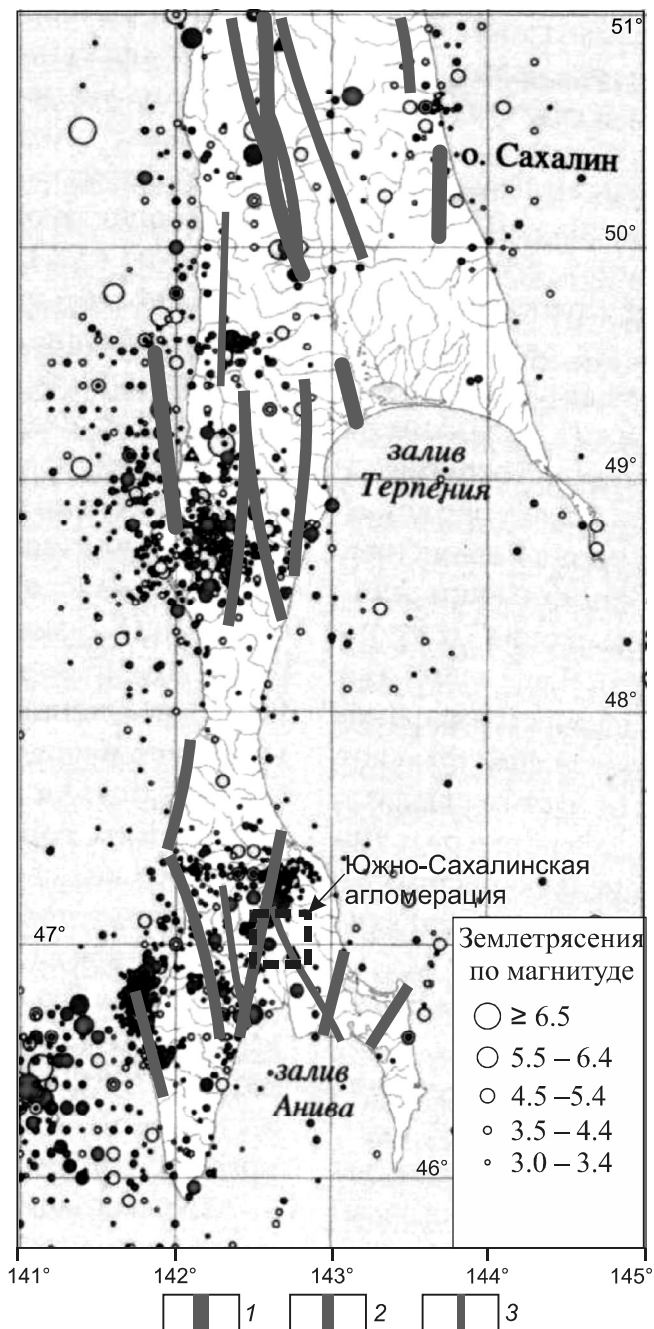 51°
о. Сахалин
50°
залив
Терпения
49°
48°
Южно-Сахалинская
агломерация
47°
Землетрясения
по магнитуде
≥ 6.5
5.5 – 6.4
4.5 –5.4
3.5 – 4.4
3.0 – 3.4
залив
Анива
46°
141° 142° 143° 144° 145°
1 2 3